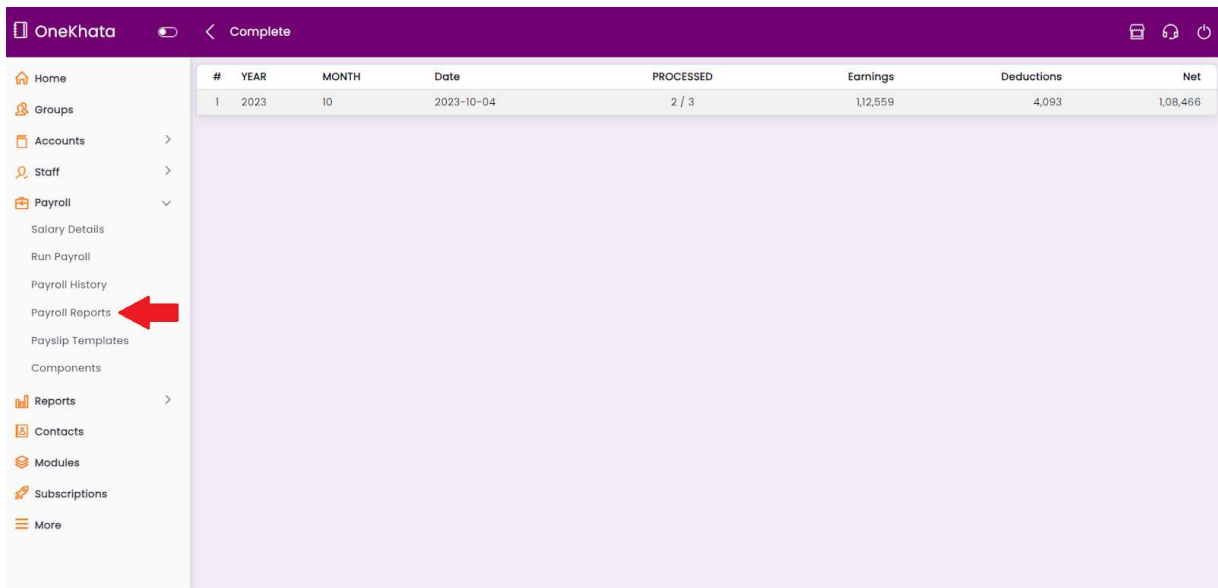 OneKhata
Complete
Home
Groups
Accounts
Staff
Payroll
Salary Details
Run Payroll
Payroll History
Payroll Reports
Payslip Templates
Components
Reports
Contacts
Modules
Subscriptions
More
# YEAR MONTH Date PROCESSED Earnings Deductions Net
1 2023 10 2023-10-04 2 / 3 1,12,559 4,093 1,08,466